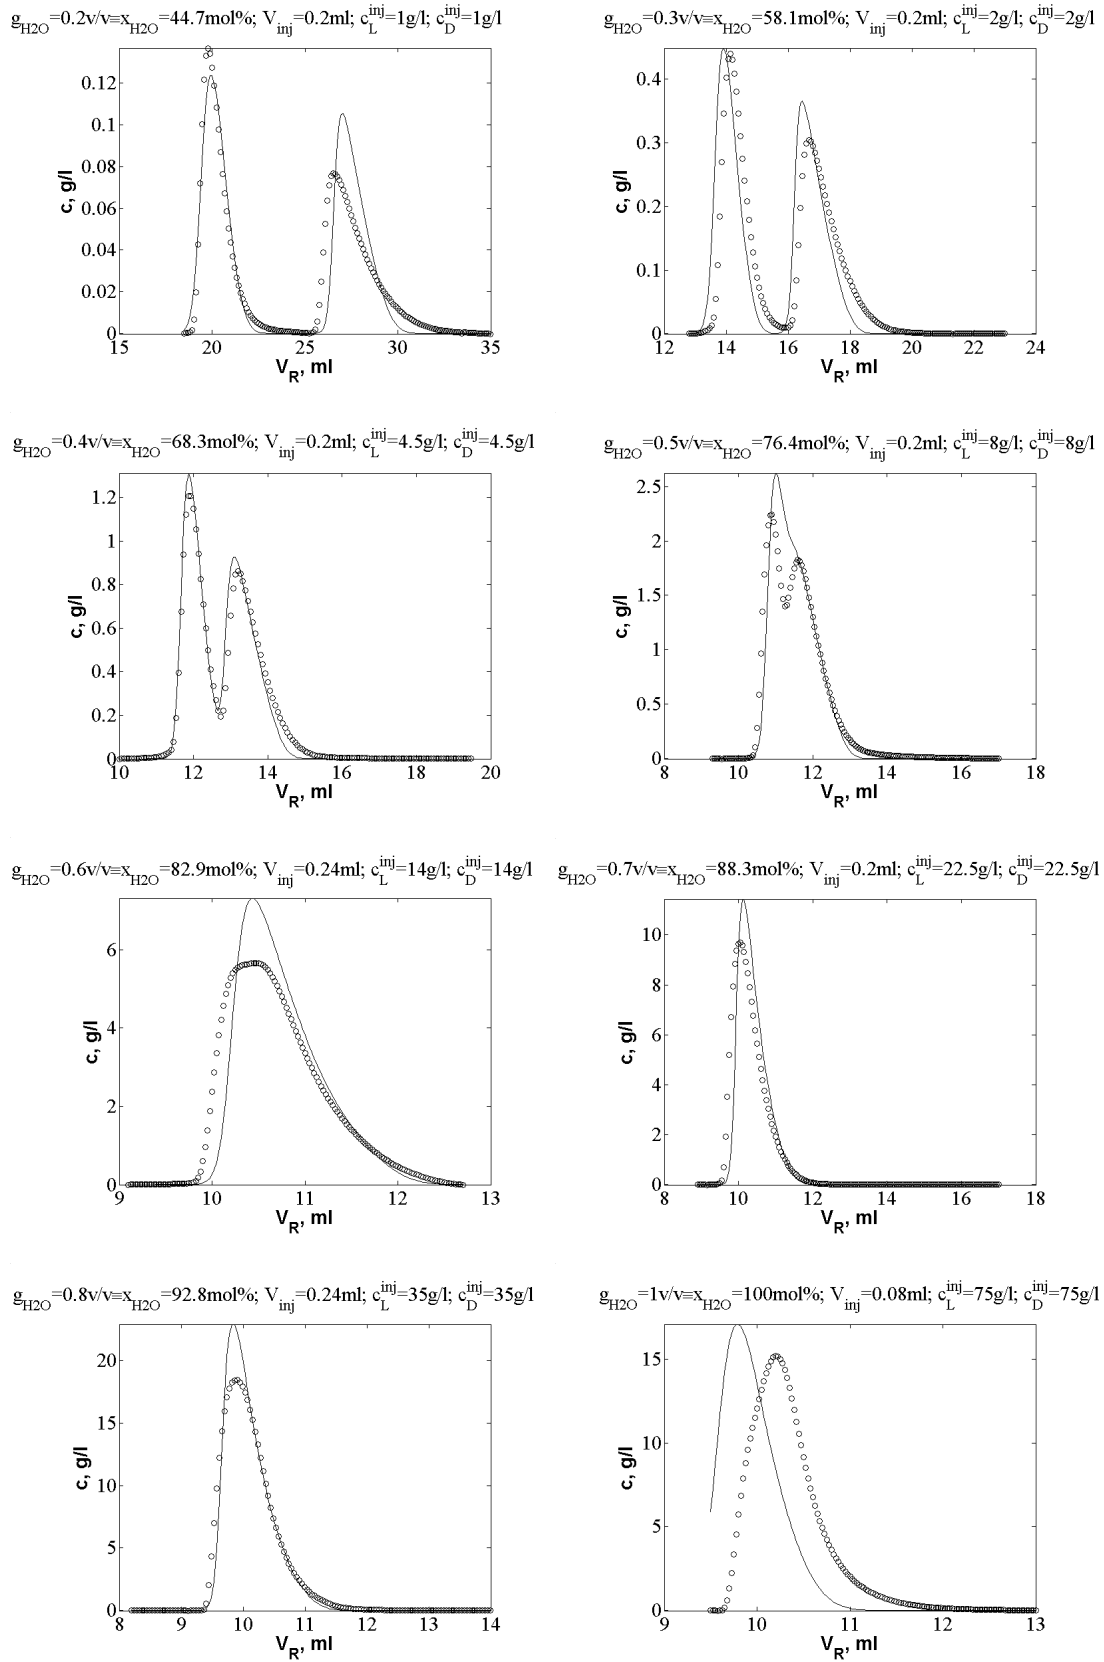 g_H2O=0.2v/v≡x_H2O=44.7mol%; V_inj=0.2ml; c_L^inj=1g/l; c_D^inj=1g/l
0.12
0.1
0.08
0.06
0.04
0.02
0
15 20 25 30 35
c, g/l
V_R, ml
g_H2O=0.3v/v≡x_H2O=58.1mol%; V_inj=0.2ml; c_L^inj=2g/l; c_D^inj=2g/l
0.4
0.3
0.2
0.1
0
12 14 16 18 20 22 24
c, g/l
V_R, ml
g_H2O=0.4v/v≡x_H2O=68.3mol%; V_inj=0.2ml; c_L^inj=4.5g/l; c_D^inj=4.5g/l
1.2
1
0.8
0.6
0.4
0.2
0
10 12 14 16 18 20
c, g/l
V_R, ml
g_H2O=0.5v/v≡x_H2O=76.4mol%; V_inj=0.2ml; c_L^inj=8g/l; c_D^inj=8g/l
2.5
2
1.5
1
0.5
0
8 10 12 14 16 18
c, g/l
V_R, ml
g_H2O=0.6v/v≡x_H2O=82.9mol%; V_inj=0.24ml; c_L^inj=14g/l; c_D^inj=14g/l
6
4
2
0
9 10 11 12 13
c, g/l
V_R, ml
g_H2O=0.7v/v≡x_H2O=88.3mol%; V_inj=0.2ml; c_L^inj=22.5g/l; c_D^inj=22.5g/l
10
8
6
4
2
0
8 10 12 14 16 18
c, g/l
V_R, ml
g_H2O=0.8v/v≡x_H2O=92.8mol%; V_inj=0.24ml; c_L^inj=35g/l; c_D^inj=35g/l
20
15
10
5
0
8 9 10 11 12 13 14
c, g/l
V_R, ml
g_H2O=1v/v≡x_H2O=100mol%; V_inj=0.08ml; c_L^inj=75g/l; c_D^inj=75g/l
15
10
5
0
9 10 11 12 13
c, g/l
V_R, ml